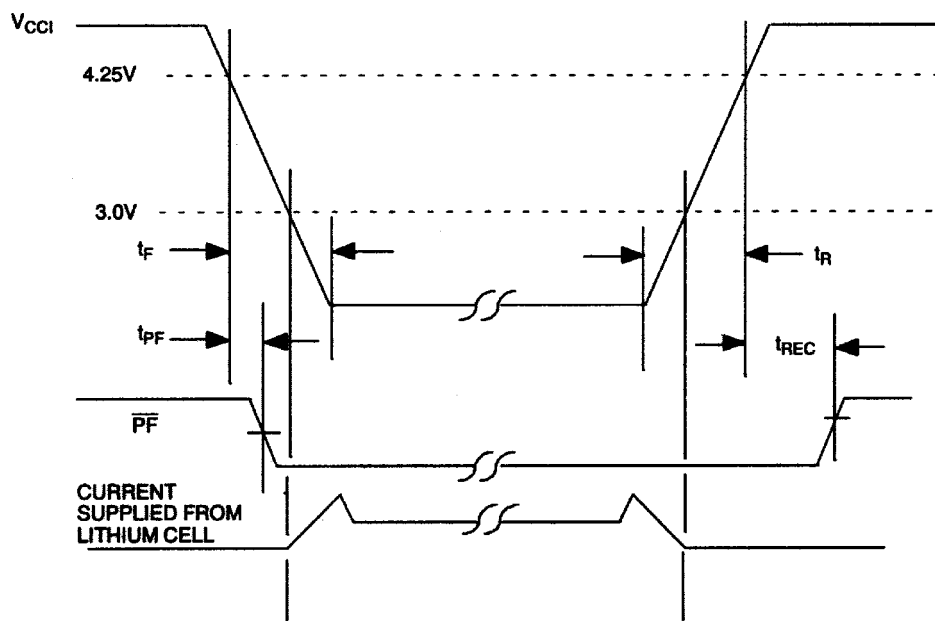 VCCI
4.25V
3.0V
tF
tR
tPF
tREC
PF
CURRENT
SUPPLIED FROM
LITHIUM CELL